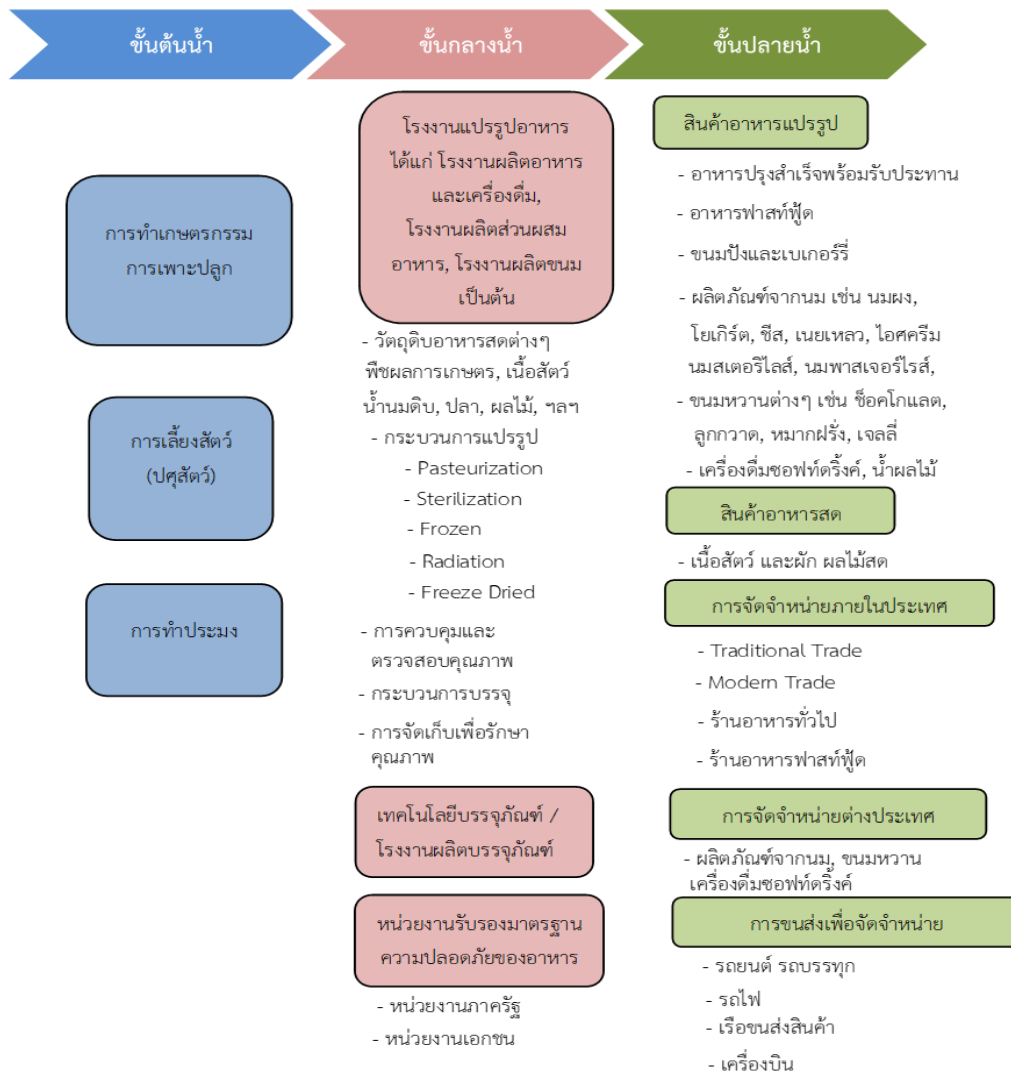 ขั้นต้นน้ำ
ขั้นกลางน้ำ
ขั้นปลายน้ำ
การทำเกษตรกรรม
การเพาะปลูก
การเลี้ยงสัตว์
(ปศุสัตว์)
การทำประมง
โรงงานแปรรูปอาหาร
ได้แก่ โรงงานผลิตอาหาร
และเครื่องดื่ม,
โรงงานผลิตส่วนผสม
อาหาร, โรงงานผลิตขนม
เป็นต้น
- วัตถุดิบอาหารสดต่างๆ
พืชผลการเกษตร, เนื้อสัตว์
น้ำนมดิบ, ปลา, ผลไม้, ฯลฯ
- กระบวนการแปรรูป
- Pasteurization
- Sterilization
- Frozen
- Radiation
- Freeze Dried
- การควบคุมและ
ตรวจสอบคุณภาพ
- กระบวนการบรรจุ
- การจัดเก็บเพื่อรักษา
คุณภาพ
เทคโนโลยีบรรจุภัณฑ์ /
โรงงานผลิตบรรจุภัณฑ์
หน่วยงานรับรองมาตรฐาน
ความปลอดภัยของอาหาร
- หน่วยงานภาครัฐ
- หน่วยงานเอกชน
สินค้าอาหารแปรรูป
- อาหารปรุงสำเร็จพร้อมรับประทาน
- อาหารฟาสท์ฟู้ด
- ขนมปังและเบเกอร์รี่
- ผลิตภัณฑ์จากนม เช่น นมผง,
โยเกิร์ต, ชีส, เนยเหลว, ไอศครีม
นมสเตอริไลส์, นมพาสเจอร์ไรส์,
- ขนมหวานต่างๆ เช่น ช็อคโกแลต,
ลูกกวาด, หมากฝรั่ง, เจลลี่
- เครื่องดื่มซอฟท์ดริ้งค์, น้ำผลไม้
สินค้าอาหารสด
- เนื้อสัตว์ และผัก ผลไม้สด
การจัดจำหน่ายภายในประเทศ
- Traditional Trade
- Modern Trade
- ร้านอาหารทั่วไป
- ร้านอาหารฟาสท์ฟู้ด
การจัดจำหน่ายต่างประเทศ
- ผลิตภัณฑ์จากนม, ขนมหวาน
เครื่องดื่มซอฟท์ดริ้งค์
การขนส่งเพื่อจัดจำหน่าย
- รถยนต์ รถบรรทุก
- รถไฟ
- เรือขนส่งสินค้า
- เครื่องบิน